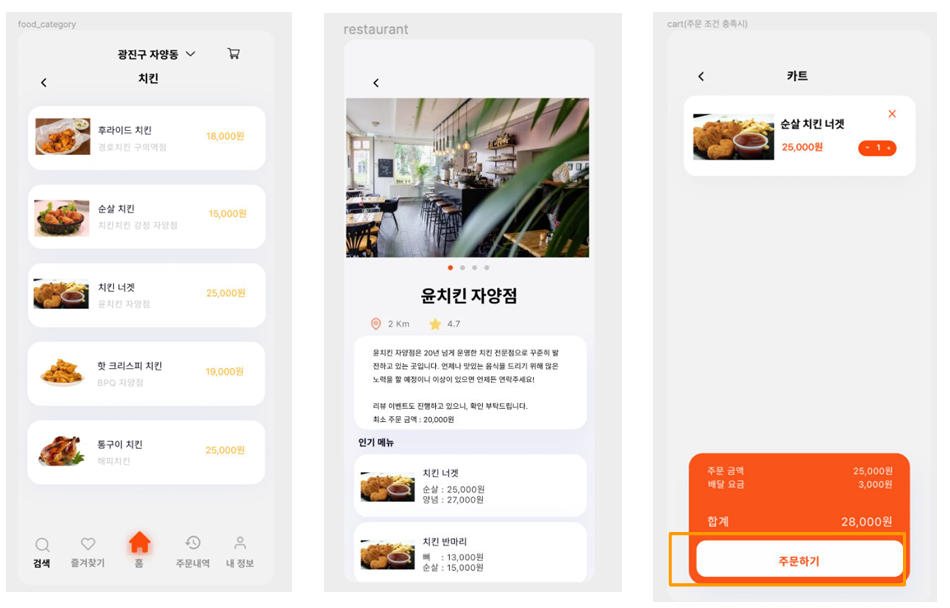 food_category
광진구 자양동
치킨
후라이드 치킨
경로치킨 구의역점
18,000원
순살 치킨
치킨치킨 강정 자양점
15,000원
치킨 너겟
윤치킨 자양점
25,000원
핫 크리스피 치킨
BPQ 자양점
19,000원
통구이 치킨
해피치킨
25,000원
검색
즐겨찾기
홈
주문내역
내 정보
restaurant
윤치킨 자양점
2 Km
4.7
윤치킨 자양점은 20년 넘게 운영한 치킨 전문점으로 꾸준히 발
전하고 있는 곳입니다. 언제나 맛있는 음식을 드리기 위해 많은
노력을 할 예정이니 이상이 있으면 언제든 연락주세요!
리뷰 이벤트도 진행하고 있으니, 확인 부탁드립니다.
최소 주문 금액 : 20,000원
인기 메뉴
치킨 너겟
순살 : 25,000원
양념 : 27,000원
치킨 반마리
뼈 : 13,000원
순살 : 15,000원
cart(주문 조건 충족시)
카트
순살 치킨 너겟
25,000원
- 1 +
주문 금액 25,000원
배달 요금 3,000원
합계 28,000원
주문하기